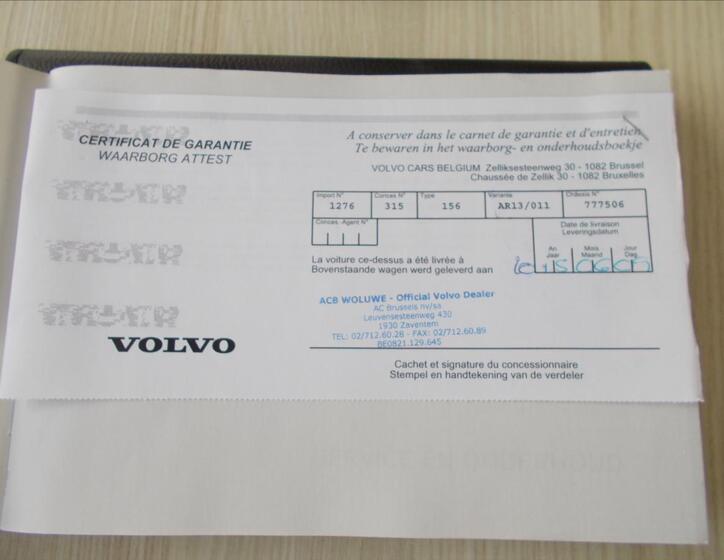 CERTIFICAT DE GARANTIE
WAARBORG ATTEST
A conserver dans le carnet de garantie et d'entretien
Te bewaren in het waarborg- en onderhoudsboekje
VOLVO CARS BELGIUM Zelliksesteenweg 30 - 1082 Brussel
Chaussée de Zellik 30 - 1082 Bruxelles
Import N° Conces N° Type Variante Châssis N°
1276 315 156 AR13/011 777506
Conces.-Agent N°
Date de livraison
Leveringsdatum
An Mois Jour
Jaar Maand Dag
La voiture ce-dessus a été livrée à
Bovenstaande wagen werd geleverd aan
ACB WOLUWE - Official Volvo Dealer
AC Brussels nv/sa
Leuvensesteenweg 430
1930 Zaventem
TEL: 02/712.60.26 - FAX: 02/712.60.89
BE0821.129.645
VOLVO
Cachet et signature du concessionnaire
Stempel en handtekening van de verdeler